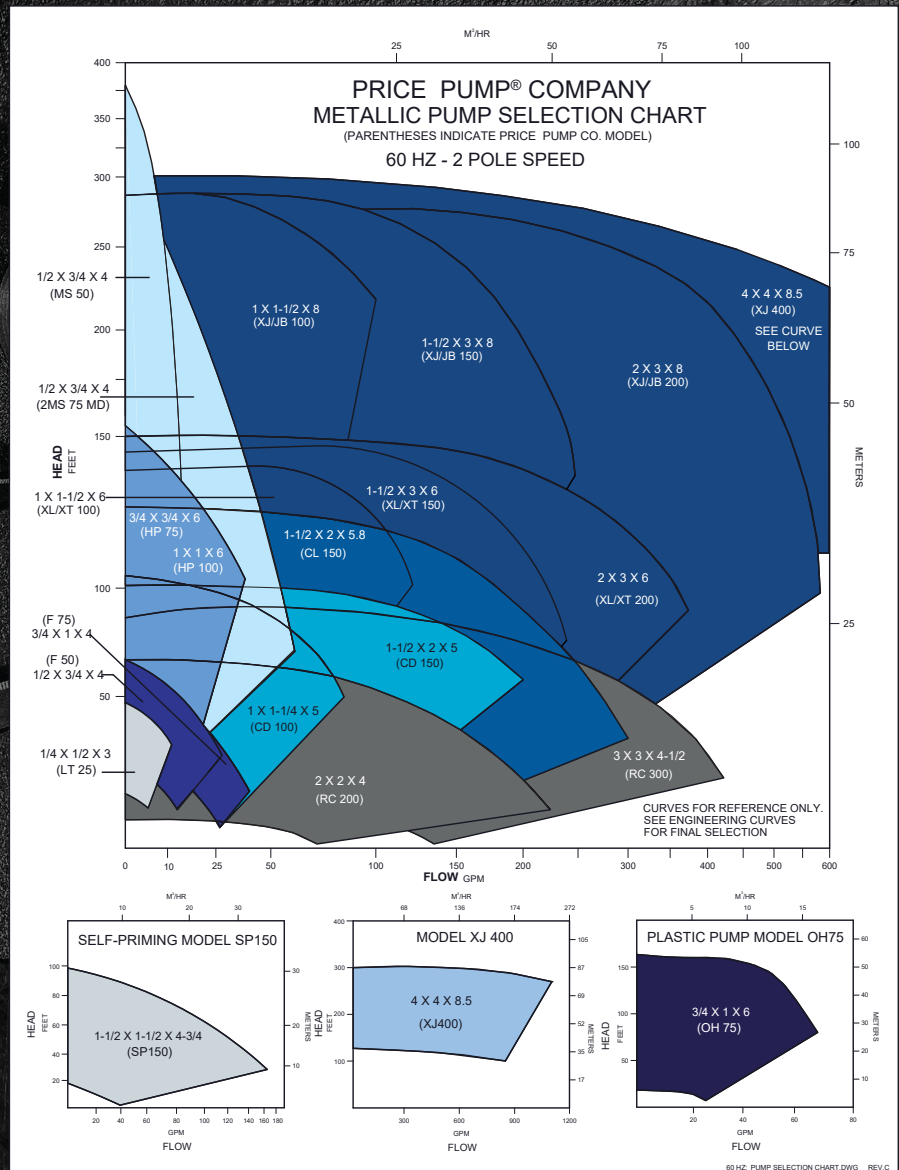 M³/HR
25 50 75 100
PRICE PUMP® COMPANY
METALLIC PUMP SELECTION CHART
(PARENTHESES INDICATE PRICE PUMP CO. MODEL)
60 HZ - 2 POLE SPEED
400
350
300
250
200
150
100
50
HEAD
FEET
100
75
50
25
METERS
1/2 X 3/4 X 4
(MS 50)
1/2 X 3/4 X 4
(2MS 75 MD)
1 X 1-1/2 X 6
(XL/XT 100)
(F 75)
3/4 X 1 X 4
(F 50)
1/2 X 3/4 X 4
1/4 X 1/2 X 3
(LT 25)
1 X 1-1/2 X 8
(XJ/JB 100)
1-1/2 X 3 X 8
(XJ/JB 150)
2 X 3 X 8
(XJ/JB 200)
4 X 4 X 8.5
(XJ 400)
SEE CURVE
BELOW
3/4 X 3/4 X 6
(HP 75)
1 X 1 X 6
(HP 100)
1-1/2 X 3 X 6
(XL/XT 150)
1-1/2 X 2 X 5.8
(CL 150)
2 X 3 X 6
(XL/XT 200)
1-1/2 X 2 X 5
(CD 150)
1 X 1-1/4 X 5
(CD 100)
2 X 2 X 4
(RC 200)
3 X 3 X 4-1/2
(RC 300)
CURVES FOR REFERENCE ONLY.
SEE ENGINEERING CURVES
FOR FINAL SELECTION
0 10 25 50 100 150 200 300 400 500 600
FLOW GPM
M³/HR
10 20 30
SELF-PRIMING MODEL SP150
100
80
60
40
20
HEAD
FEET
30
20
10
METERS
1-1/2 X 1-1/2 X 4-3/4
(SP150)
20 40 60 80 100 120 140 160 180
GPM
FLOW
M³/HR
68 136 174 272
MODEL XJ 400
400
300
200
100
HEAD
FEET
105
87
69
52
35
17
METERS
4 X 4 X 8.5
(XJ400)
300 600 900 1200
GPM
FLOW
M³/HR
5 10 15
PLASTIC PUMP MODEL OH75
150
100
50
HEAD
FEET
60
50
40
30
20
10
METERS
3/4 X 1 X 6
(OH 75)
20 40 60 80
GPM
FLOW
60 HZ: PUMP SELECTION CHART.DWG REV.C